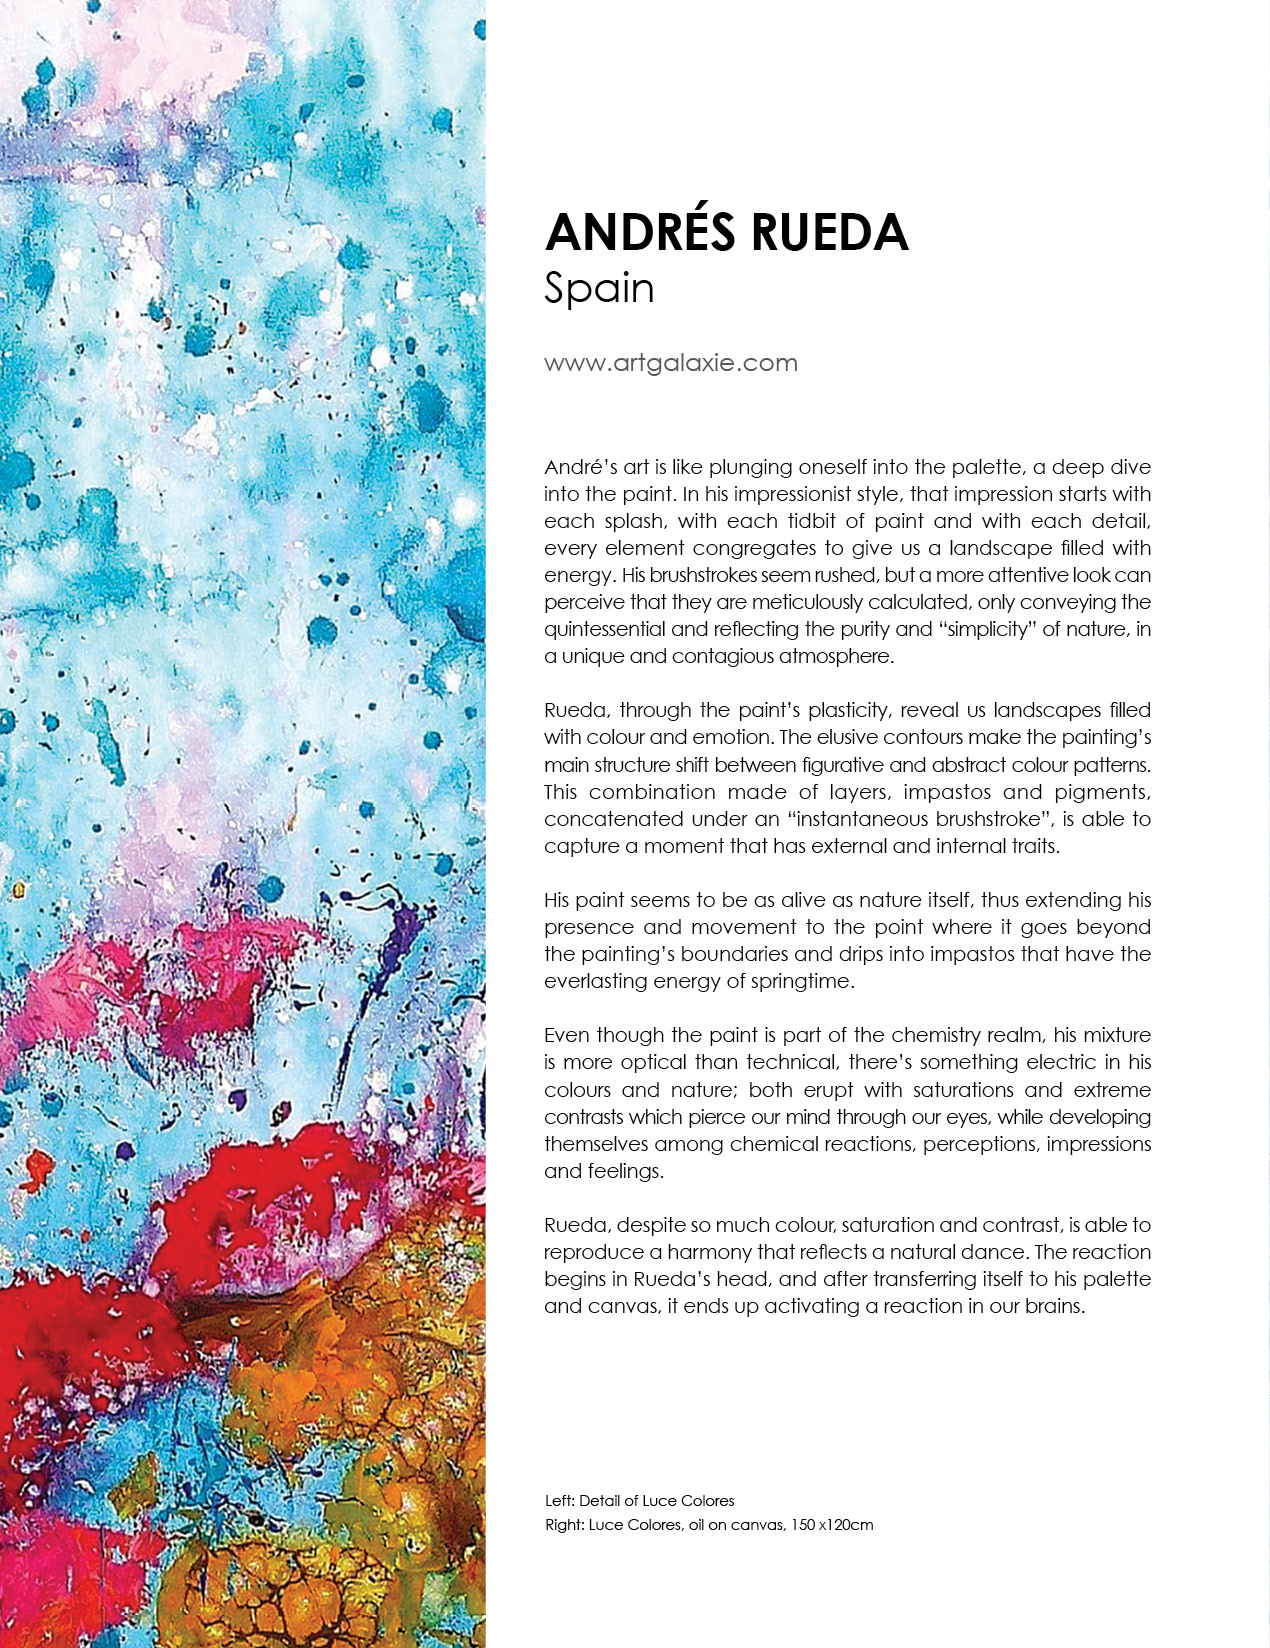 ANDRÉS RUEDA
Spain
www.artgalaxie.com
André’s art is like plunging oneself into the palette, a deep dive
into the paint. In his impressionist style, that impression starts with
each splash, with each tidbit of paint and with each detail,
every element congregates to give us a landscape filled with
energy. His brushstrokes seem rushed, but a more attentive look can
perceive that they are meticulously calculated, only conveying the
quintessential and reflecting the purity and “simplicity” of nature, in
a unique and contagious atmosphere.
Rueda, through the paint’s plasticity, reveal us landscapes filled
with colour and emotion. The elusive contours make the painting’s
main structure shift between figurative and abstract colour patterns.
This combination made of layers, impastos and pigments,
concatenated under an “instantaneous brushstroke”, is able to
capture a moment that has external and internal traits.
His paint seems to be as alive as nature itself, thus extending his
presence and movement to the point where it goes beyond
the painting’s boundaries and drips into impastos that have the
everlasting energy of springtime.
Even though the paint is part of the chemistry realm, his mixture
is more optical than technical, there’s something electric in his
colours and nature; both erupt with saturations and extreme
contrasts which pierce our mind through our eyes, while developing
themselves among chemical reactions, perceptions, impressions
and feelings.
Rueda, despite so much colour, saturation and contrast, is able to
reproduce a harmony that reflects a natural dance. The reaction
begins in Rueda’s head, and after transferring itself to his palette
and canvas, it ends up activating a reaction in our brains.
Left: Detail of Luce Colores
Right: Luce Colores, oil on canvas, 150 x120cm